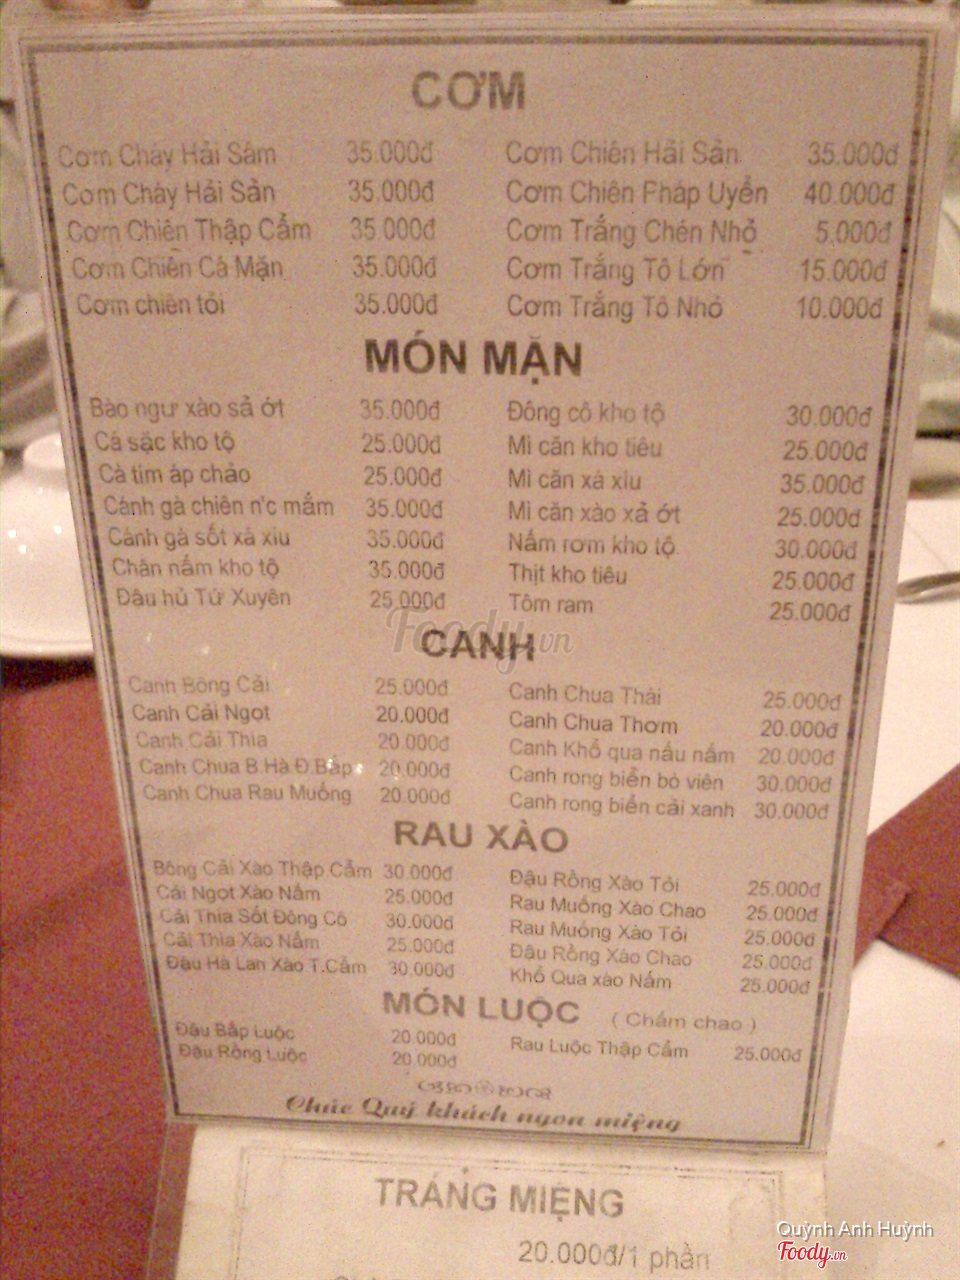 CƠM
Cơm Cháy Hải Sâm 35.000đ
Cơm Cháy Hải Sản 35.000đ
Cơm Chiên Thập Cẩm 35.000đ
Cơm Chiên Cá Mặn 35.000đ
Cơm chiên tỏi 35.000đ
Cơm Chiên Hải Sản 35.000đ
Cơm Chiên Pháp Uyển 40.000đ
Cơm Trắng Chén Nhỏ 5.000đ
Cơm Trắng Tô Lớn 15.000đ
Cơm Trắng Tô Nhỏ 10.000đ
MÓN MẶN
Bào ngư xào sả ớt 35.000đ
Cá sặc kho tộ 25.000đ
Cà tím áp chảo 25.000đ
Cánh gà chiên n'c mắm 35.000đ
Cánh gà sốt xá xíu 35.000đ
Chân nấm kho tộ 35.000đ
Đậu hủ Tứ Xuyên 25.000đ
Đông cô kho tộ 30.000đ
Mì căn kho tiêu 25.000đ
Mì căn xá xíu 35.000đ
Mì căn xào xả ớt 25.000đ
Nấm rơm kho tộ 30.000đ
Thịt kho tiêu 25.000đ
Tôm ram 25.000đ
CANH
Canh Bông Cải 25.000đ
Canh Cải Ngọt 20.000đ
Canh Cải Thìa 20.000đ
Canh Chua B.Hà Đ.Bắp 20.000đ
Canh Chua Rau Muống 20.000đ
Canh Chua Thái 25.000đ
Canh Chua Thơm 20.000đ
Canh Khổ qua nấu nấm 20.000đ
Canh rong biển bò viên 30.000đ
Canh rong biển cải xanh 30.000đ
RAU XÀO
Bông Cải Xào Thập Cẩm 30.000đ
Cải Ngọt Xào Nấm 25.000đ
Cải Thìa Sốt Đông Cô 30.000đ
Cải Thìa Xào Nấm 25.000đ
Đậu Hà Lan Xào T.Cẩm 30.000đ
Đậu Rồng Xào Tỏi 25.000đ
Rau Muống Xào Chao 25.000đ
Rau Muống Xào Tỏi 25.000đ
Đậu Rồng Xào Chao 25.000đ
Khổ Qua xào Nấm 25.000đ
MÓN LUỘC ( Chấm chao )
Đậu Bắp Luộc 20.000đ
Đậu Rồng Luộc 20.000đ
Rau Luộc Thập Cẩm 25.000đ
Chúc Quý khách ngon miệng
TRÁNG MIỆNG
20.000đ/1 phần
Foody.vn
Quỳnh Anh Huỳnh
Foody.vn